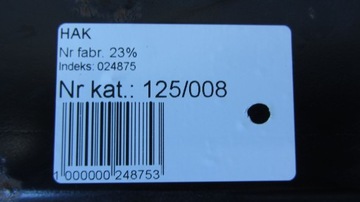 HAK
Nr fabr. 23%
Indeks: 024875
Nr kat.: 125/008
1 000000 248753